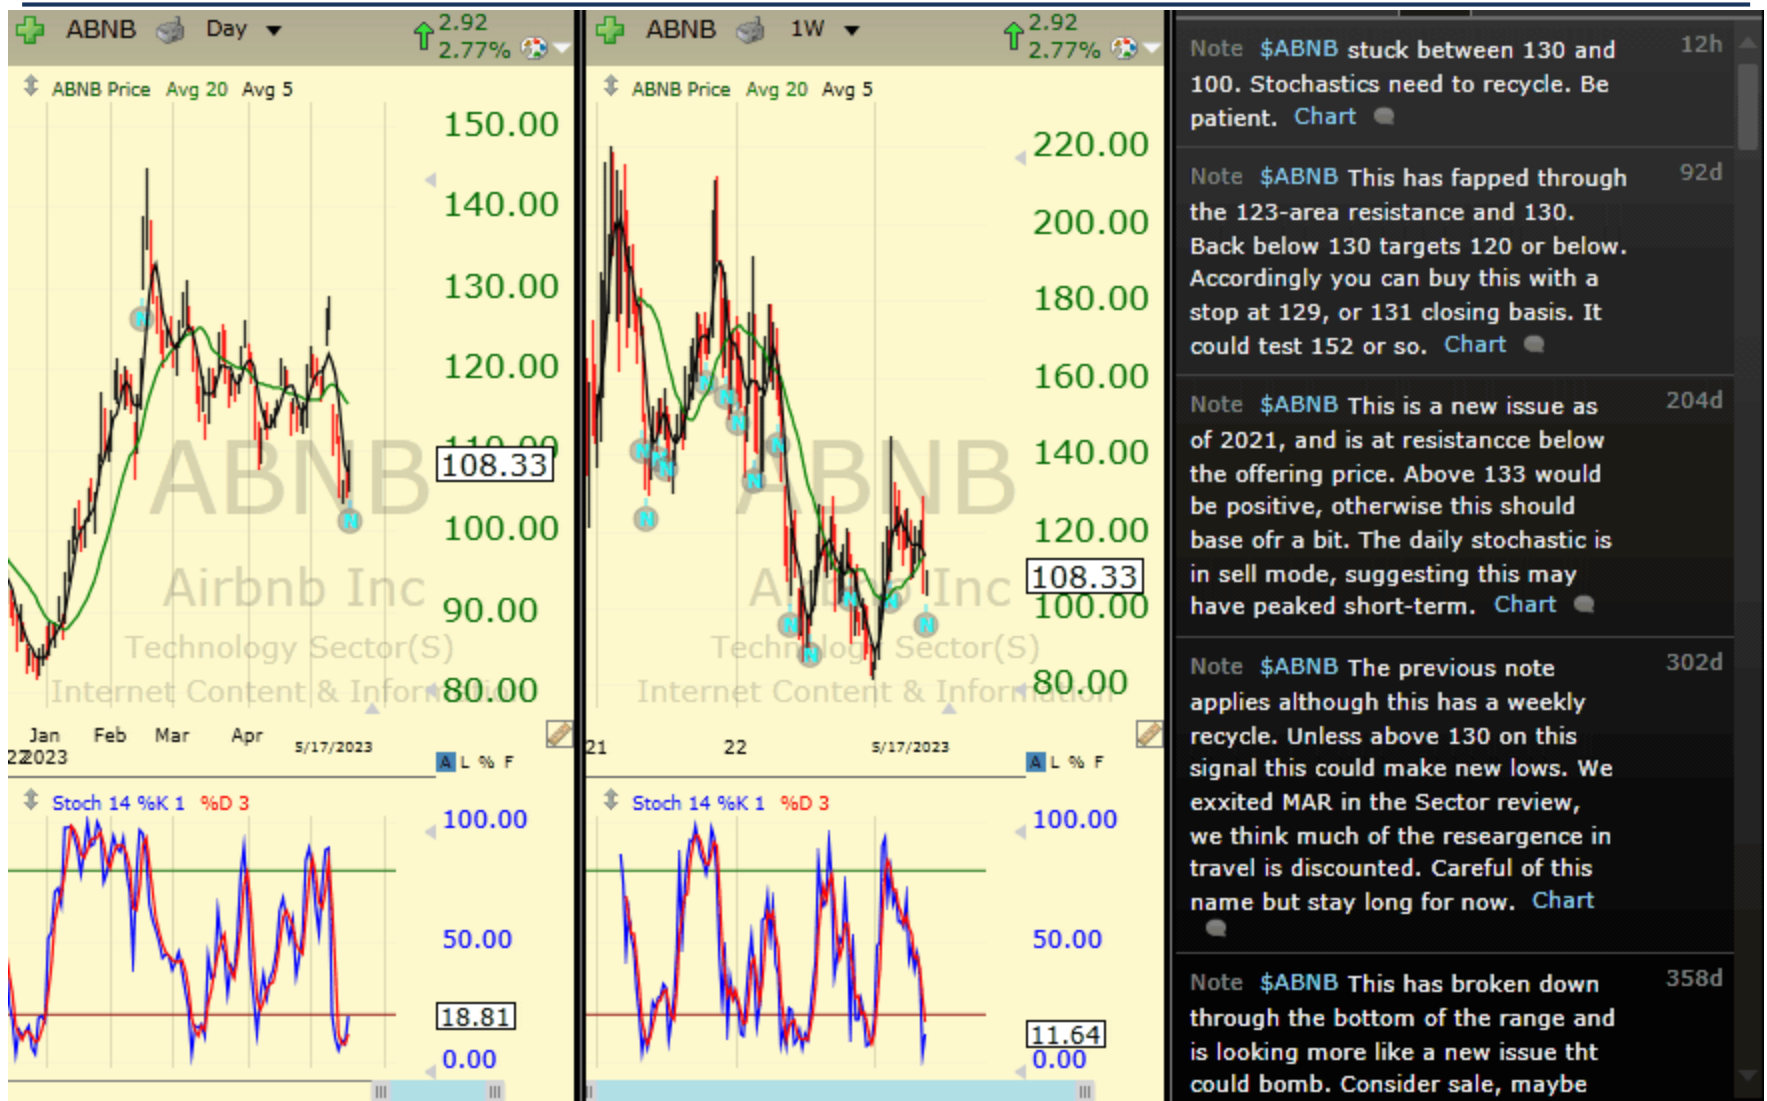 ABNB Day 2.92
2.77%
ABNB Price Avg 20 Avg 5
150.00
140.00
130.00
120.00
110.00
108.33
100.00
90.00
80.00
ABNB
Airbnb Inc
Technology Sector(S)
Internet Content & Information
Jan Feb Mar Apr 5/17/2023
22023
A L % F
Stoch 14 %K 1 %D 3
100.00
50.00
18.81
0.00
ABNB 1W 2.92
2.77%
ABNB Price Avg 20 Avg 5
220.00
200.00
180.00
160.00
140.00
120.00
108.33
100.00
80.00
ABNB
Airbnb Inc
Technology Sector(S)
Internet Content & Information
21 22 5/17/2023
A L % F
Stoch 14 %K 1 %D 3
100.00
50.00
11.64
0.00
Note $ABNB stuck between 130 and 12h
100. Stochastics need to recycle. Be
patient. Chart
Note $ABNB This has fapped through 92d
the 123-area resistance and 130.
Back below 130 targets 120 or below.
Accordingly you can buy this with a
stop at 129, or 131 closing basis. It
could test 152 or so. Chart
Note $ABNB This is a new issue as 204d
of 2021, and is at resistancce below
the offering price. Above 133 would
be positive, otherwise this should
base ofr a bit. The daily stochastic is
in sell mode, suggesting this may
have peaked short-term. Chart
Note $ABNB The previous note 302d
applies although this has a weekly
recycle. Unless above 130 on this
signal this could make new lows. We
exxited MAR in the Sector review,
we think much of the researgence in
travel is discounted. Careful of this
name but stay long for now. Chart
Note $ABNB This has broken down 358d
through the bottom of the range and
is looking more like a new issue tht
could bomb. Consider sale, maybe